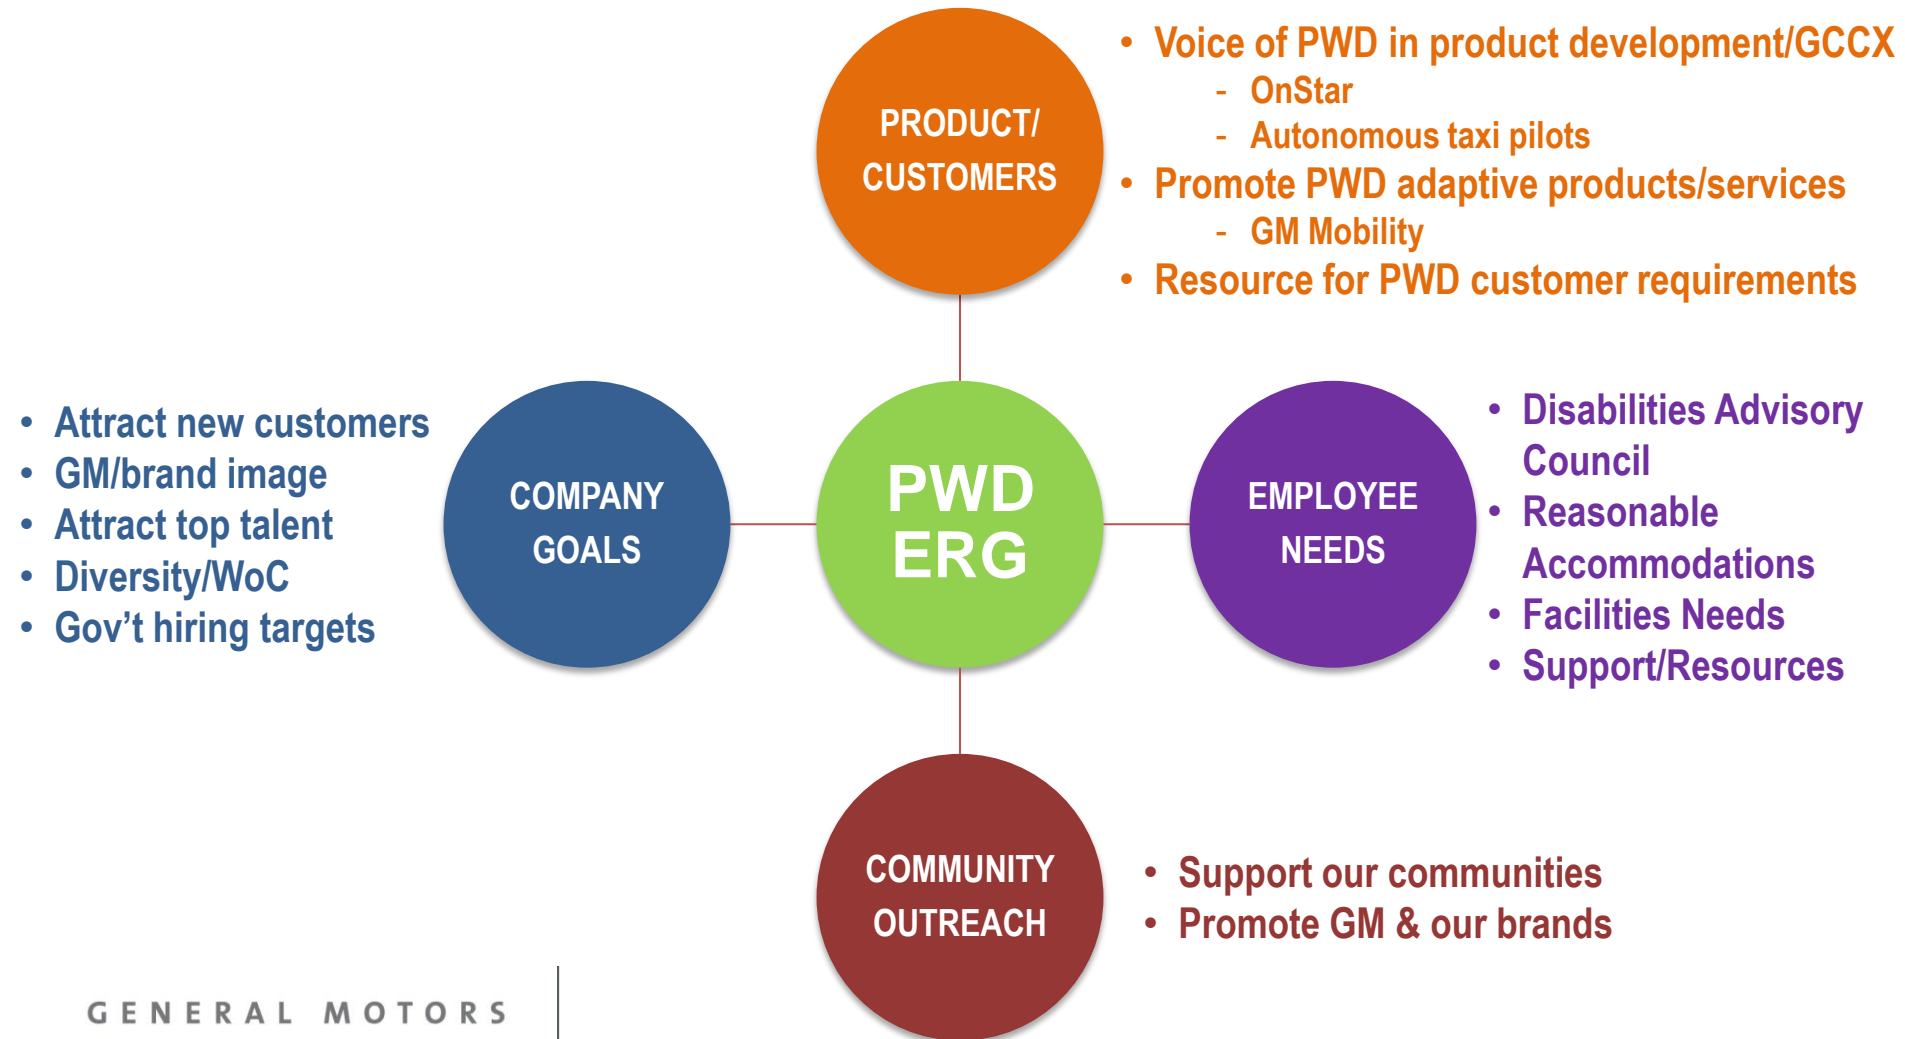 PRODUCT/
CUSTOMERS
• Voice of PWD in product development/GCCX
- OnStar
- Autonomous taxi pilots
• Promote PWD adaptive products/services
- GM Mobility
• Resource for PWD customer requirements
• Attract new customers
• GM/brand image
• Attract top talent
• Diversity/WoC
• Gov’t hiring targets
COMPANY
GOALS
PWD
ERG
EMPLOYEE
NEEDS
• Disabilities Advisory
Council
• Reasonable
Accommodations
• Facilities Needs
• Support/Resources
COMMUNITY
OUTREACH
• Support our communities
• Promote GM & our brands
GENERAL MOTORS